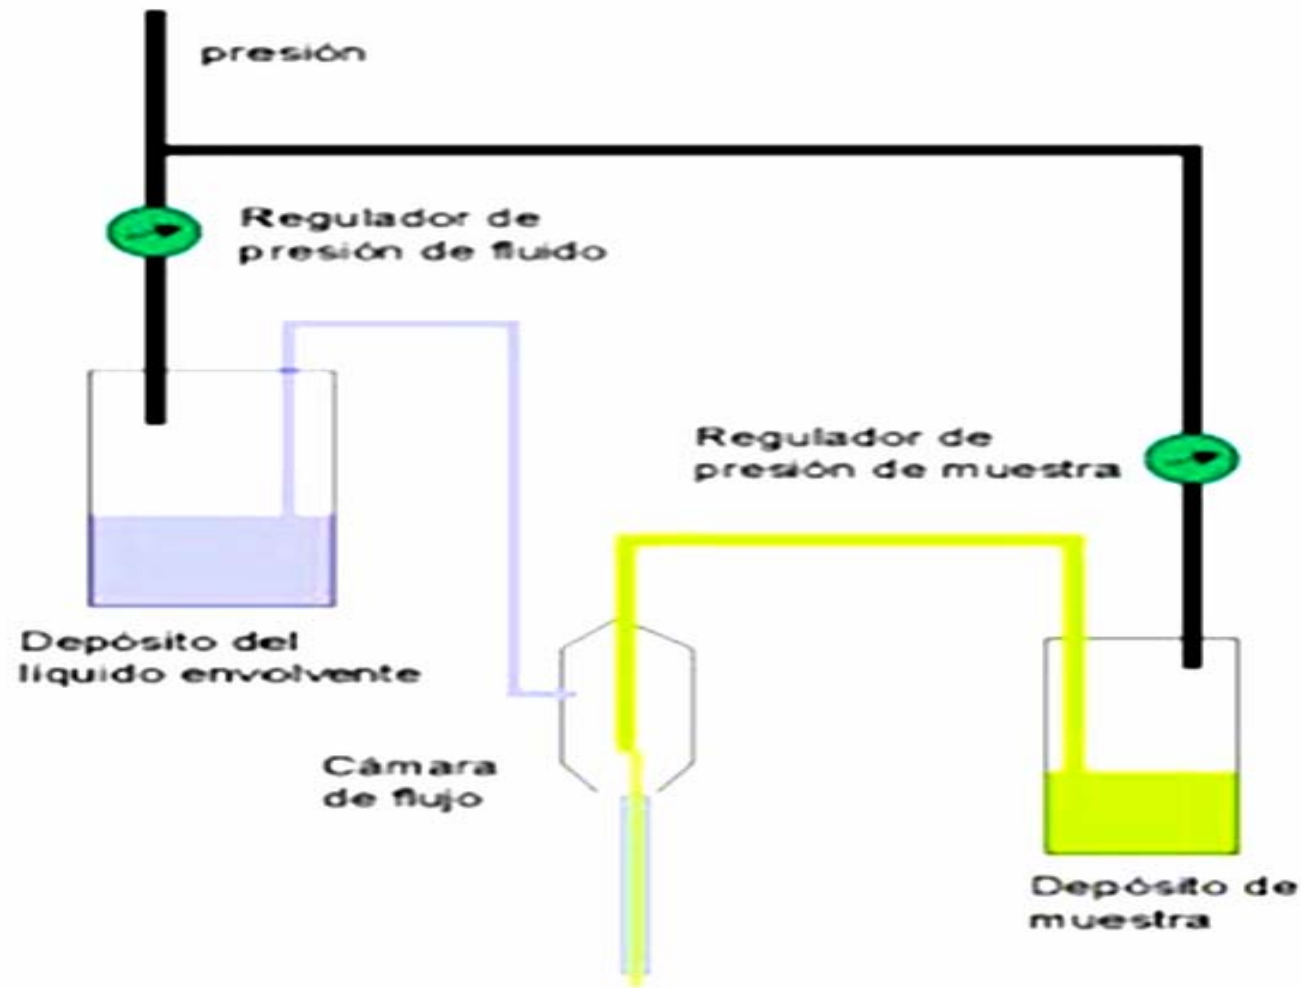 presión
Regulador de
presión de fluido
Regulador de
presión de muestra
Depósito del
líquido envolvente
Cámara
de flujo
Depósito de
muestra